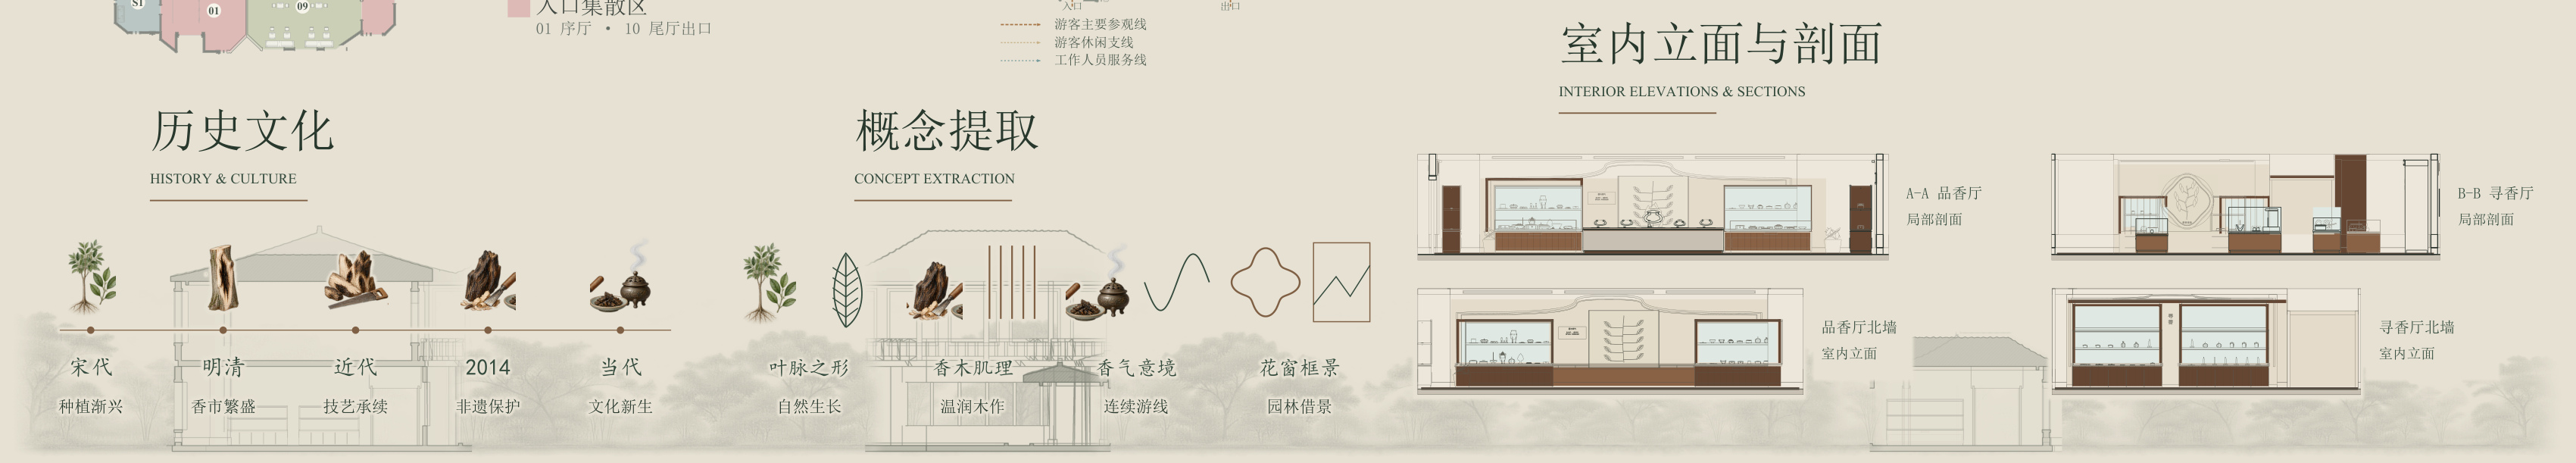 S1
01
09
入口集散区
01 序厅 • 10 尾厅出口
入口
出口
游客主要参观线
游客休闲支线
工作人员服务线
历史文化
HISTORY & CULTURE
宋代
种植渐兴
明清
香市繁盛
近代
技艺承续
2014
非遗保护
当代
文化新生
概念提取
CONCEPT EXTRACTION
叶脉之形
自然生长
香木肌理
温润木作
香气意境
连续游线
花窗框景
园林借景
室内立面与剖面
INTERIOR ELEVATIONS & SECTIONS
A-A 品香厅
局部剖面
B-B 寻香厅
局部剖面
品香厅北墙
室内立面
寻香厅北墙
室内立面